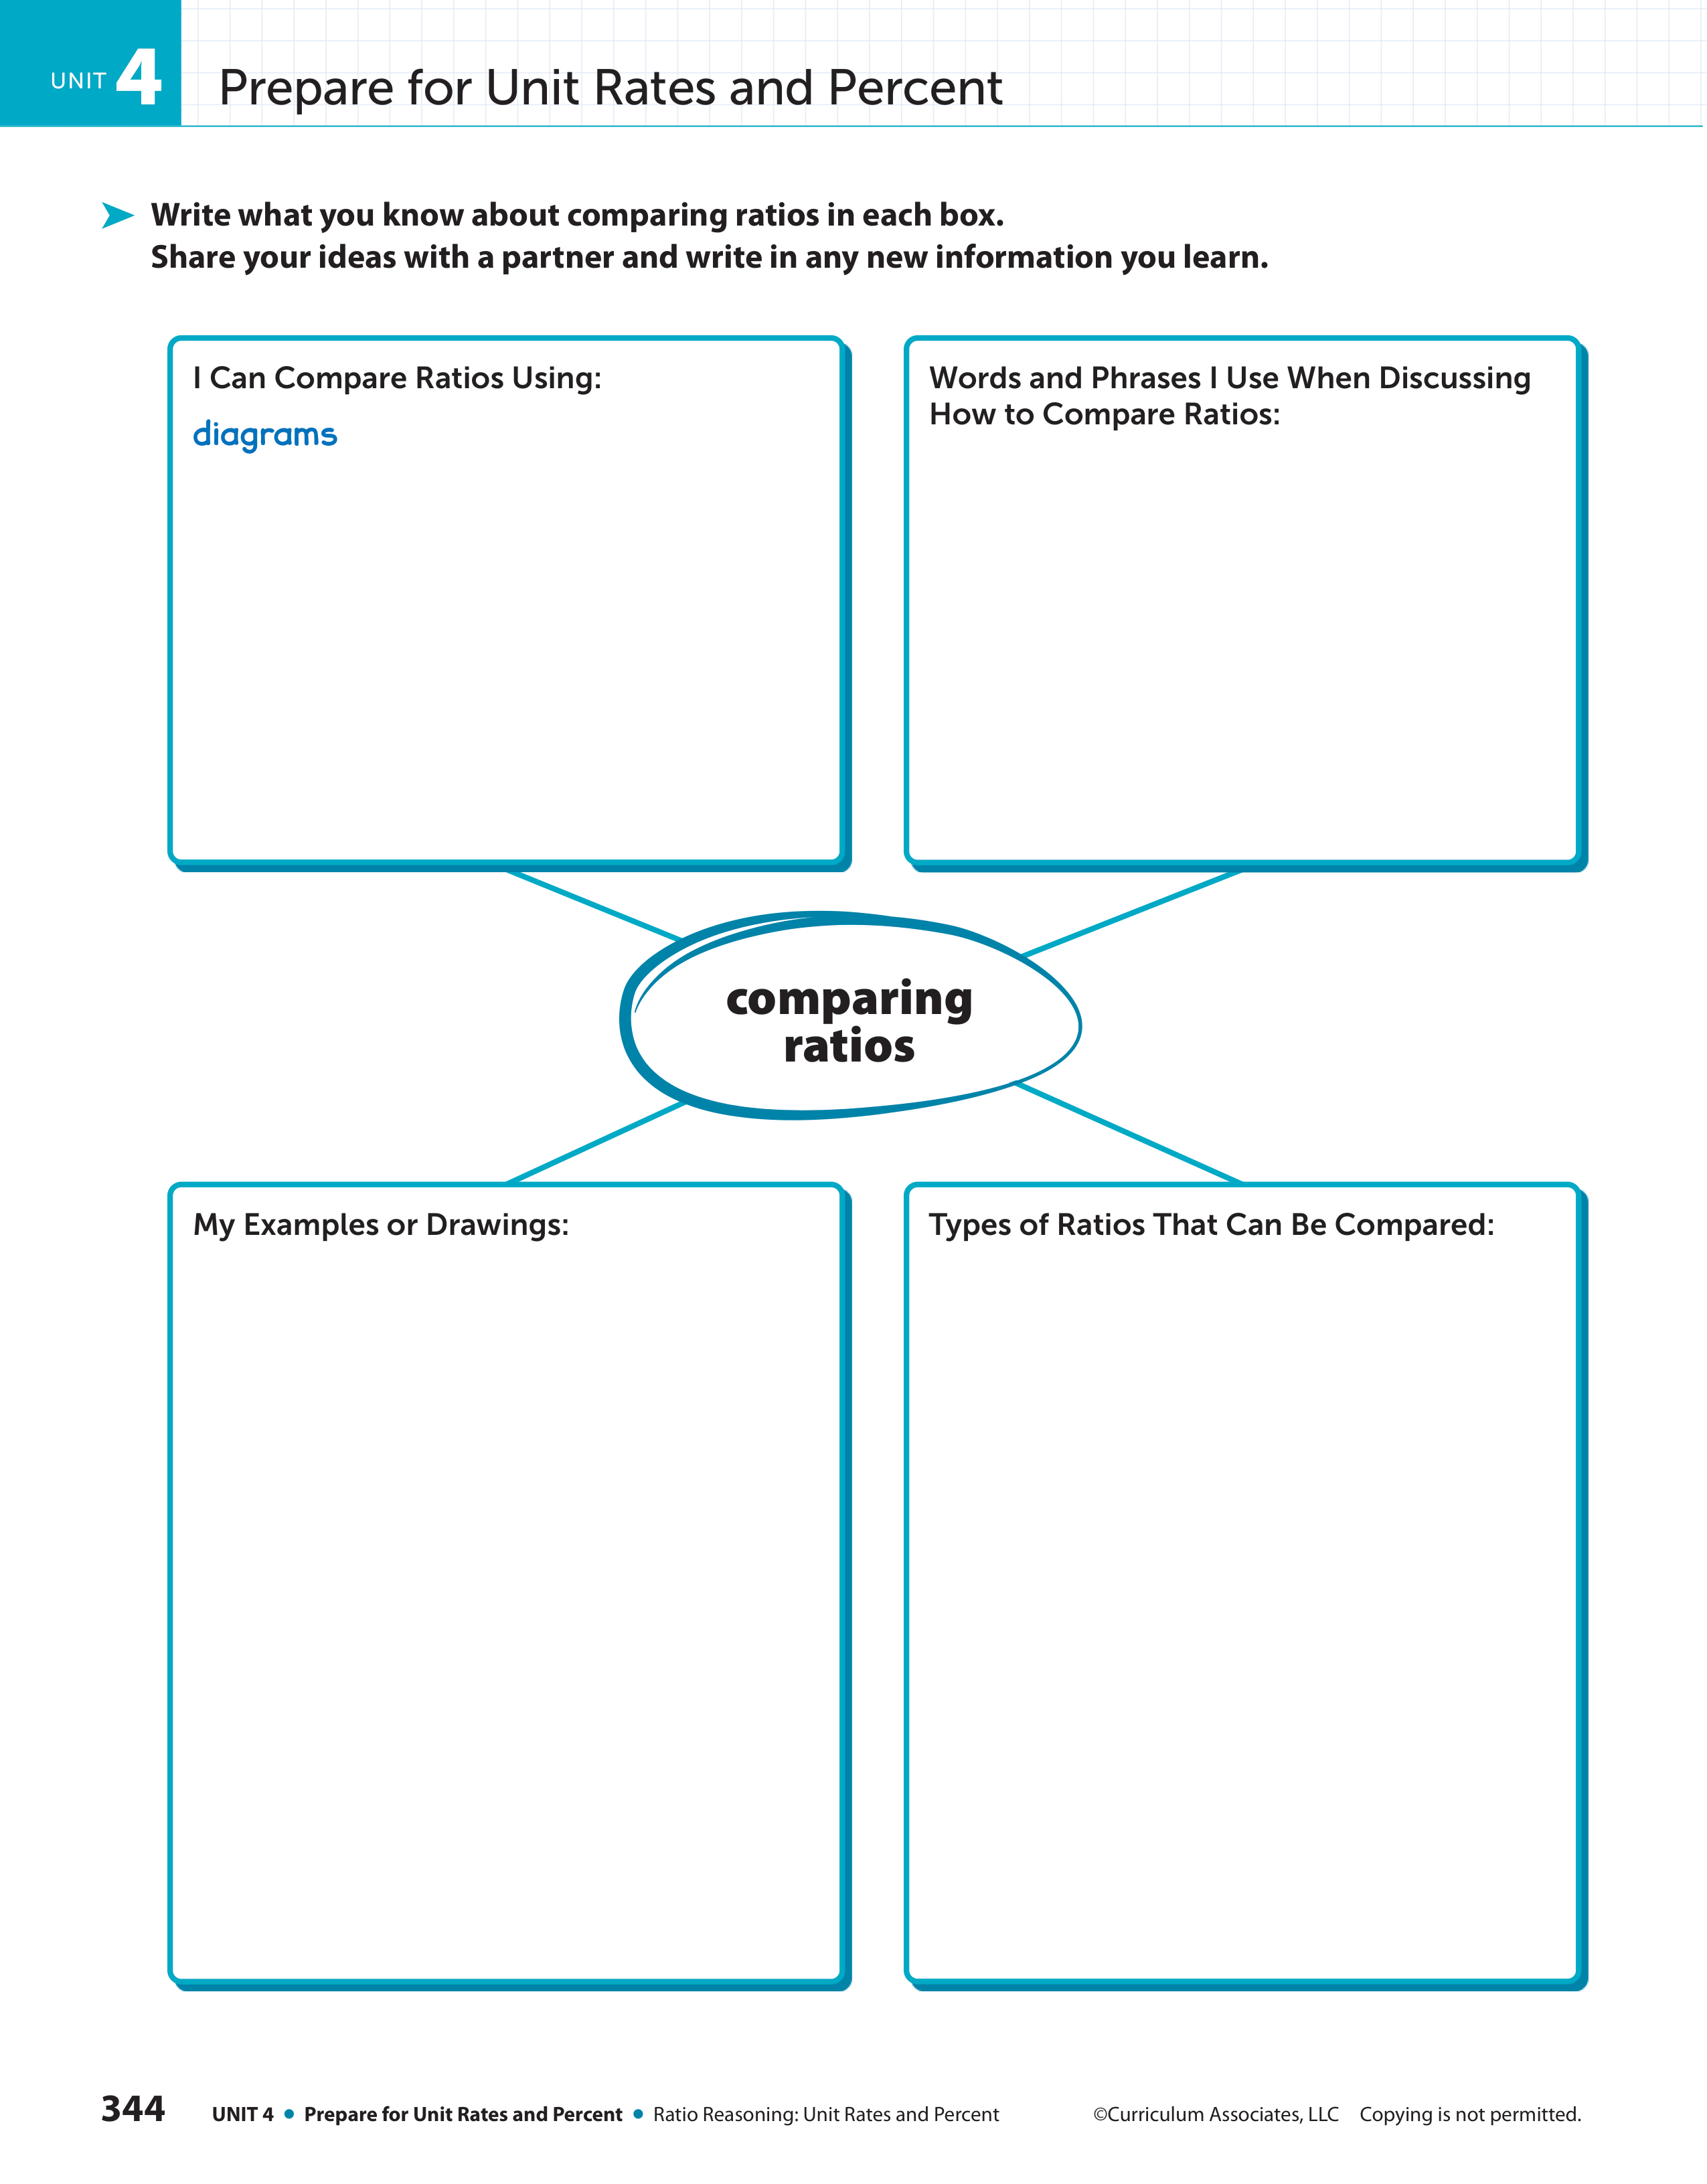 UNIT 4
Prepare for Unit Rates and Percent
Write what you know about comparing ratios in each box.
Share your ideas with a partner and write in any new information you learn.
I Can Compare Ratios Using:
diagrams
Words and Phrases I Use When Discussing
How to Compare Ratios:
comparing
ratios
My Examples or Drawings:
Types of Ratios That Can Be Compared:
344 UNIT 4 • Prepare for Unit Rates and Percent • Ratio Reasoning: Unit Rates and Percent ©Curriculum Associates, LLC Copying is not permitted.